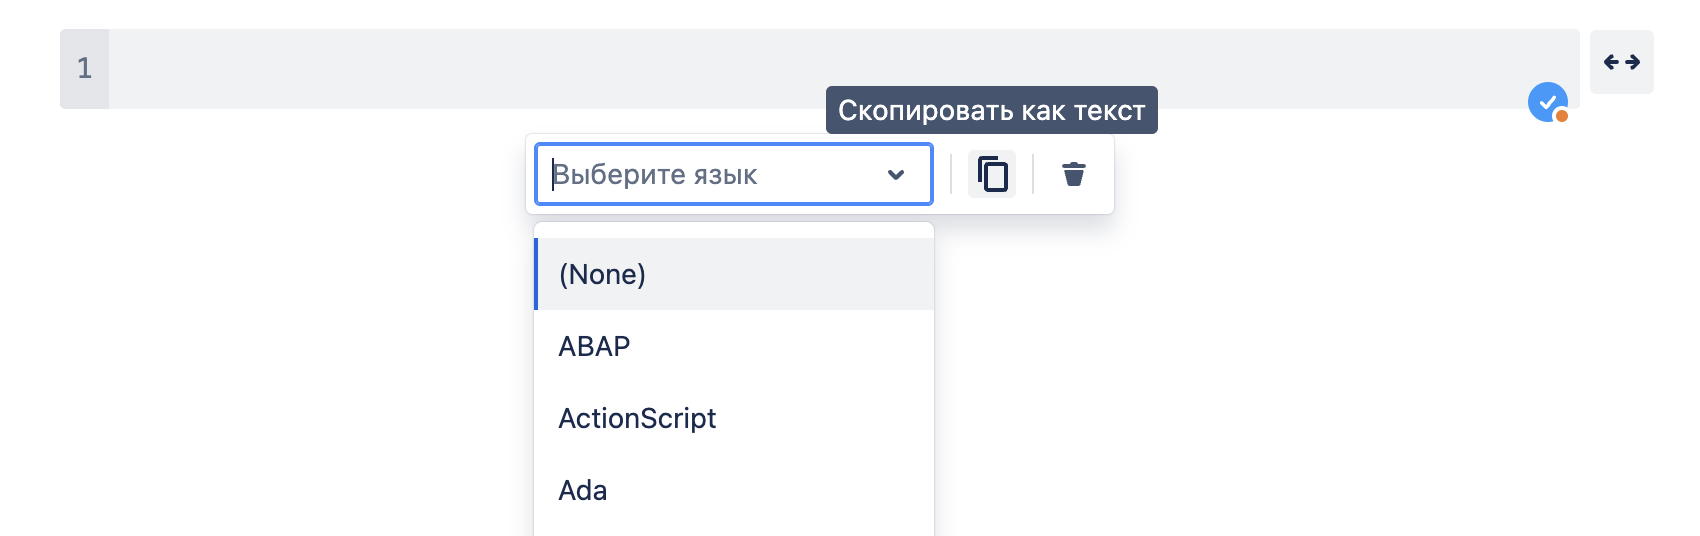 1
Скопировать как текст
Выберите язык
(None)
ABAP
ActionScript
Ada